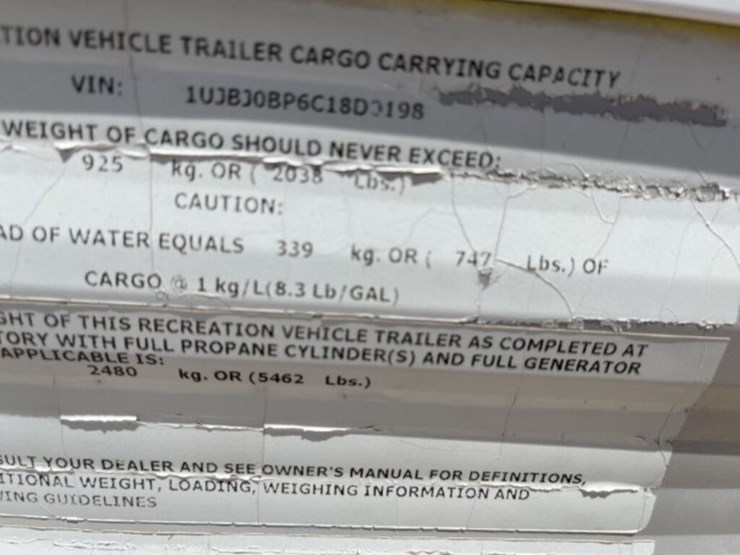 TION VEHICLE TRAILER CARGO CARRYING CAPACITY
VIN: 1UJBJ0BP6C18D0198
WEIGHT OF CARGO SHOULD NEVER EXCEED:
925 kg. OR ( 2038 Lbs.)
CAUTION:
AD OF WATER EQUALS 339 kg. OR ( 747 Lbs.) OF
CARGO @ 1 kg/L(8.3 Lb/GAL)
GHT OF THIS RECREATION VEHICLE TRAILER AS COMPLETED AT
TORY WITH FULL PROPANE CYLINDER(S) AND FULL GENERATOR
APPLICABLE IS:
2480 kg. OR (5462 Lbs.)
SULT YOUR DEALER AND SEE OWNER'S MANUAL FOR DEFINITIONS,
ITIONAL WEIGHT, LOADING, WEIGHING INFORMATION AND
ING GUIDELINES